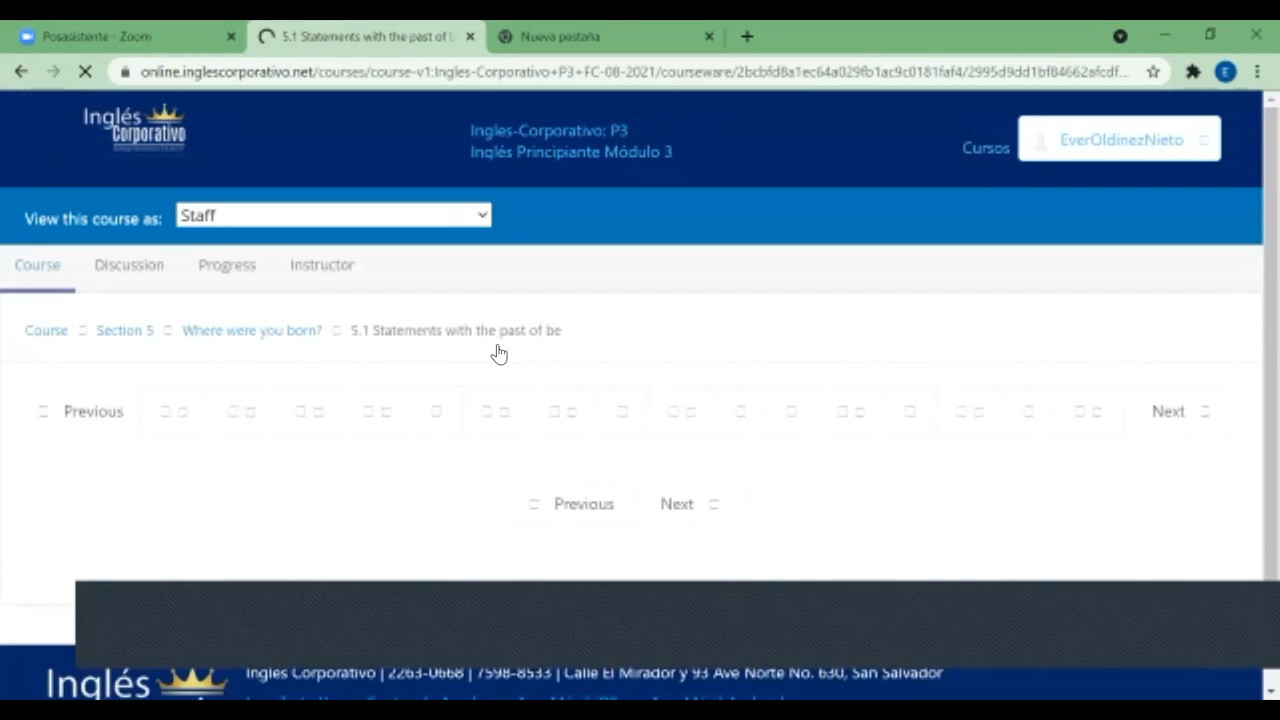 Posasistente - Zoom
5.1 Statements with the past of b
Nueva pestaña
online.inglescorporativo.net/courses/course-v1:Ingles-Corporativo+P3+FC-08-2021/courseware/2bcbfd8a1ec64a029fb1ac9c0181faf4/2995d9dd1bf84662afcdf...
E
Inglés
Corporativo
Ingles-Corporativo: P3
Inglés Principiante Módulo 3
Cursos
EverOldinezNieto
View this course as:
Staff
Course
Discussion
Progress
Instructor
Course
Section 5
Where were you born?
5.1 Statements with the past of be
Previous
Next
Previous
Next
Inglés
Inglés Corporativo | 2263-0668 | 7598-8533 | Calle El Mirador y 93 Ave Norte No. 630, San Salvador